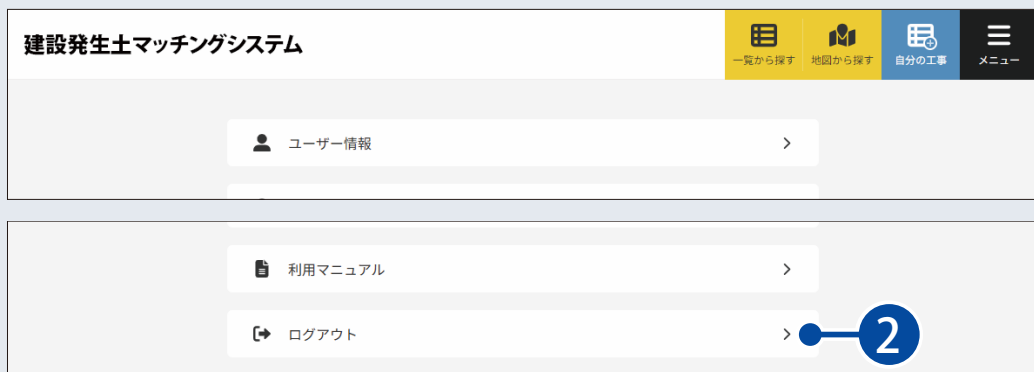 建設発生土マッチングシステム
一覧から探す
地図から探す
自分の工事
メニュー
ユーザー情報
利用マニュアル
ログアウト
2